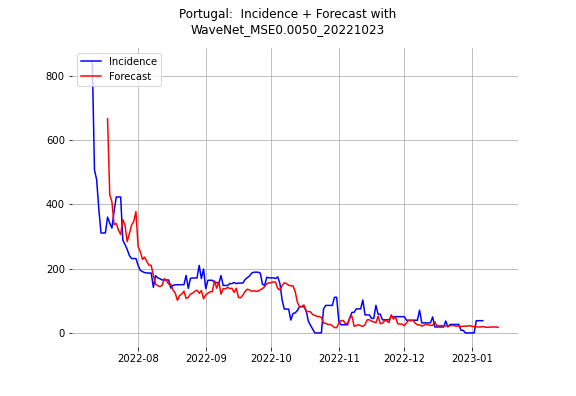 Portugal:  Incidence + Forecast with
WaveNet_MSE0.0050_20221023
Incidence
Forecast
800
600
400
200
0
2022-08
2022-09
2022-10
2022-11
2022-12
2023-01